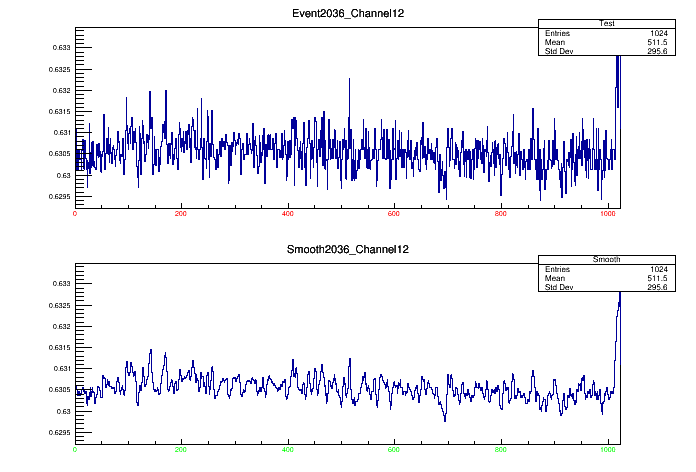 Event2036_Channel12
Test
Entries 1024
Mean 511.5
Std Dev 295.6
0.633
0.6325
0.632
0.6315
0.631
0.6305
0.63
0.6295
0 200 400 600 800 1000
Smooth2036_Channel12
Smooth
Entries 1024
Mean 511.5
Std Dev 295.6
0.633
0.6325
0.632
0.6315
0.631
0.6305
0.63
0.6295
0 200 400 600 800 1000